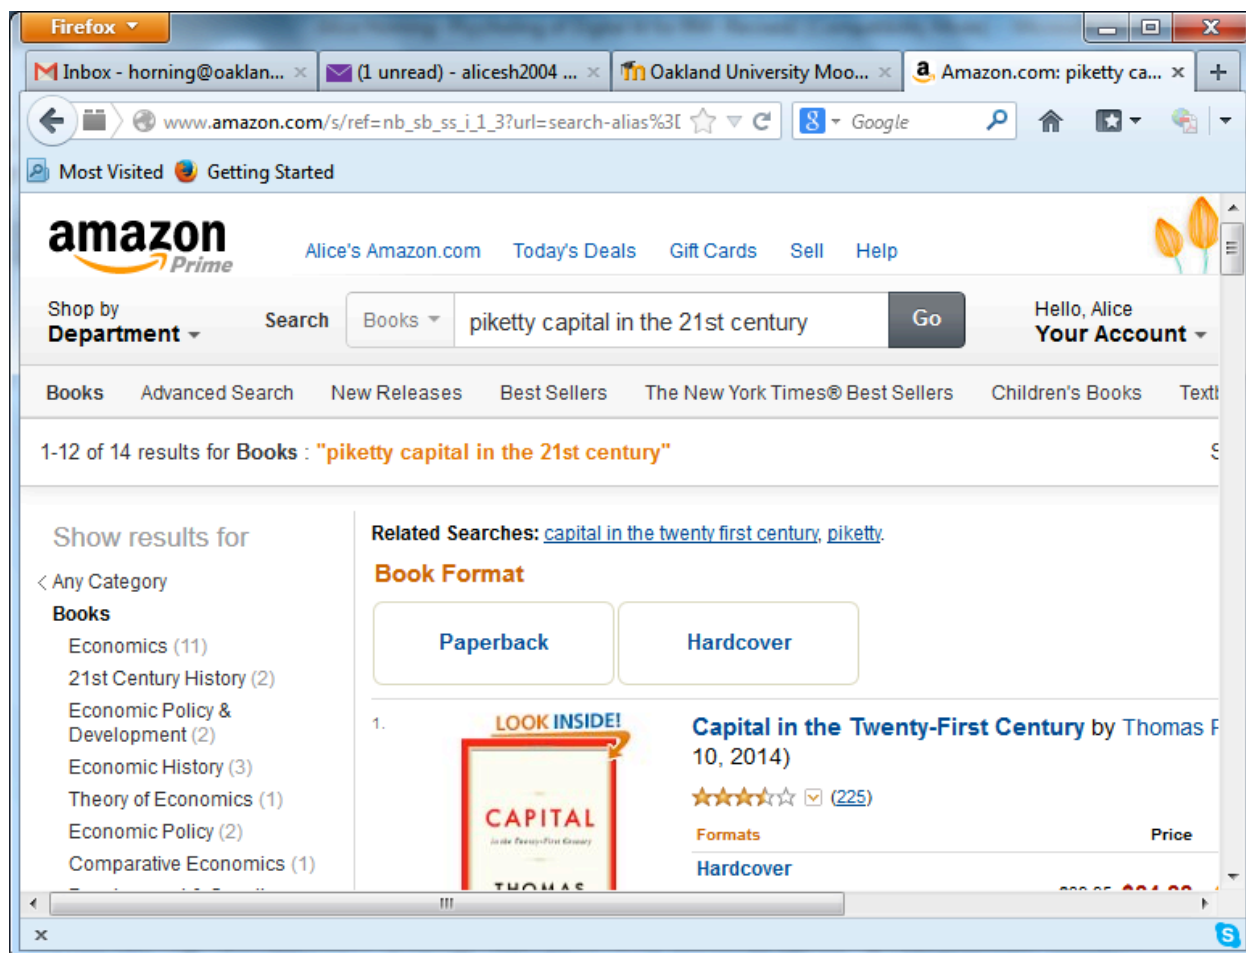 Firefox
Inbox - horning@oaklan...
(1 unread) - alicesh2004 ...
Oakland University Moo...
Amazon.com: piketty ca...
www.amazon.com/s/ref=nb_sb_ss_i_1_3?url=search-alias%3D
Google
Most Visited
Getting Started
amazon
Prime
Alice's Amazon.com Today's Deals Gift Cards Sell Help
Shop by
Department
Search
Books
piketty capital in the 21st century
Go
Hello, Alice
Your Account
Books Advanced Search New Releases Best Sellers The New York Times® Best Sellers Children's Books
1-12 of 14 results for Books : "piketty capital in the 21st century"
Show results for
Any Category
Books
Economics (11)
21st Century History (2)
Economic Policy &
Development (2)
Economic History (3)
Theory of Economics (1)
Economic Policy (2)
Comparative Economics (1)
Related Searches: capital in the twenty first century, piketty.
Book Format
Paperback
Hardcover
1.
LOOK INSIDE!
CAPITAL
in the Twenty-First Century
THOMAS
Capital in the Twenty-First Century by Thomas
10, 2014)
(225)
Formats Price
Hardcover